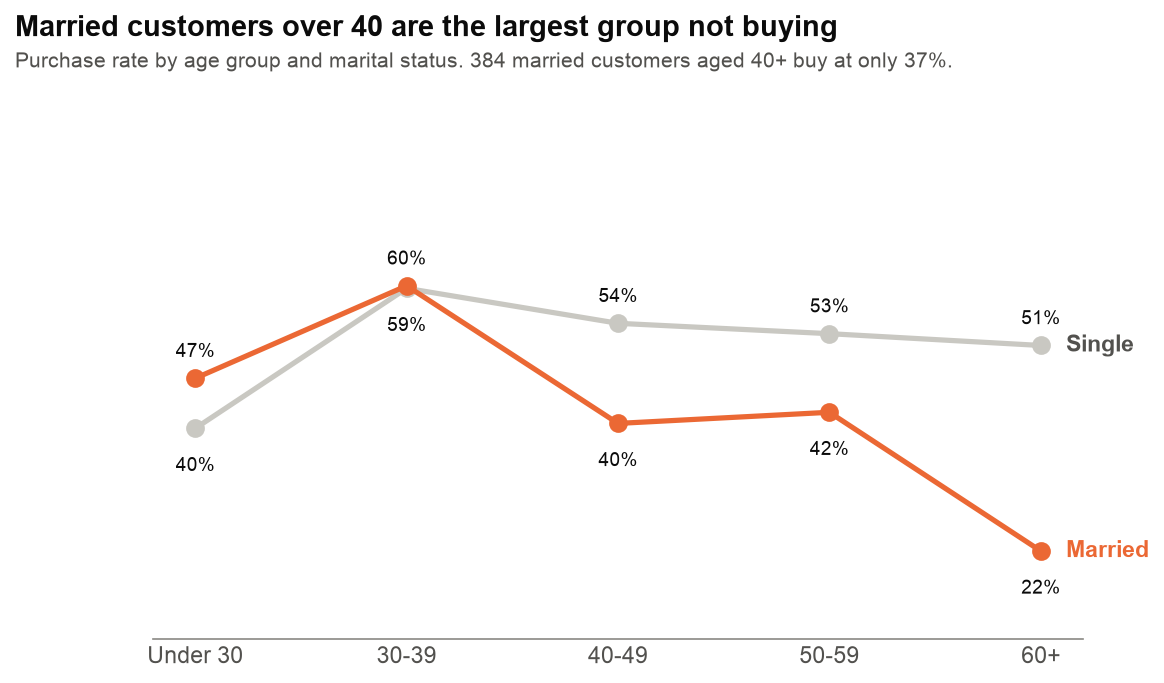 Married customers over 40 are the largest group not buying
Purchase rate by age group and marital status. 384 married customers aged 40+ buy at only 37%.
60%
54%
53%
51%
59%
Single
47%
40%
40%
42%
Married
22%
Under 30
30-39
40-49
50-59
60+